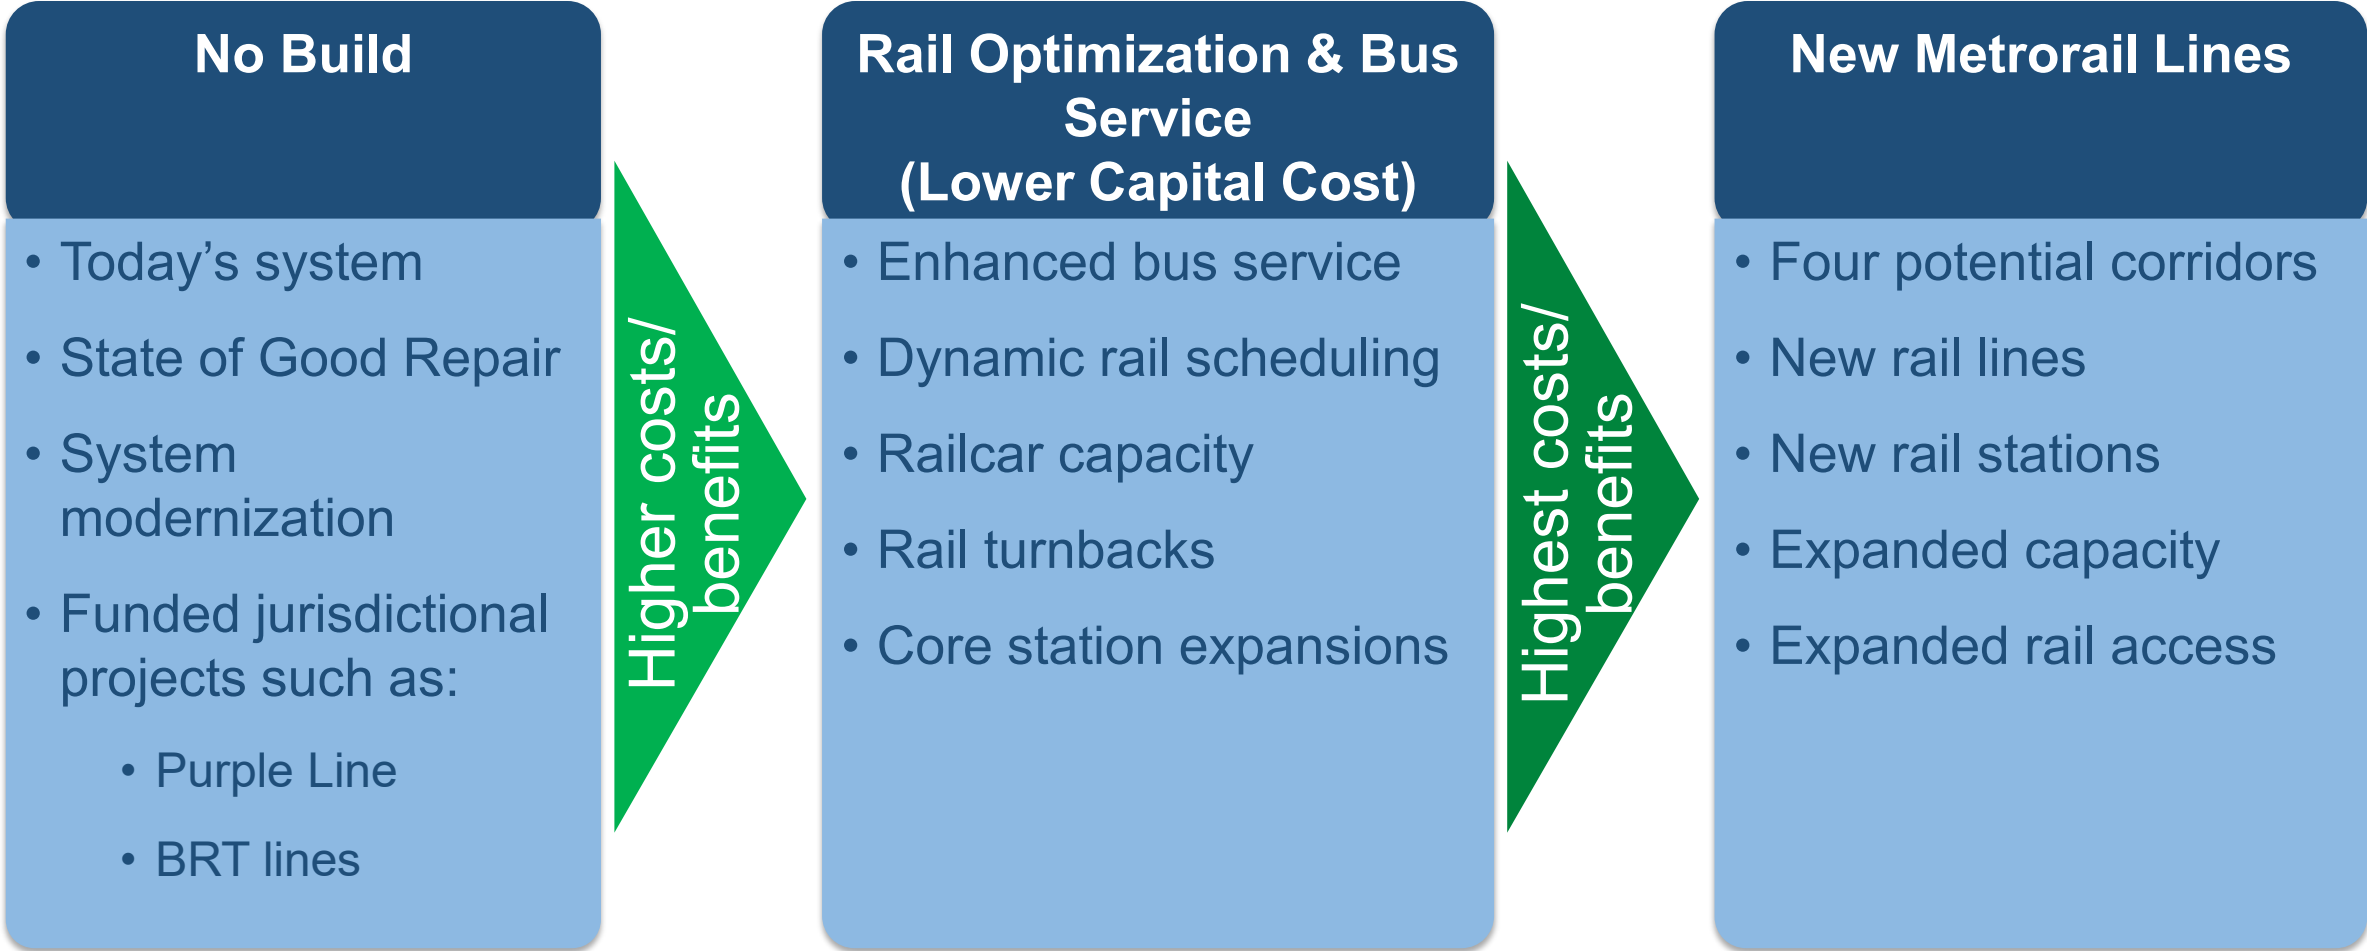 No Build
• Today’s system
• State of Good Repair
• System
modernization
• Funded jurisdictional
projects such as:
• Purple Line
• BRT lines
Higher costs/
benefits
Rail Optimization & Bus
Service
(Lower Capital Cost)
• Enhanced bus service
• Dynamic rail scheduling
• Railcar capacity
• Rail turnbacks
• Core station expansions
Highest costs/
benefits
New Metrorail Lines
• Four potential corridors
• New rail lines
• New rail stations
• Expanded capacity
• Expanded rail access